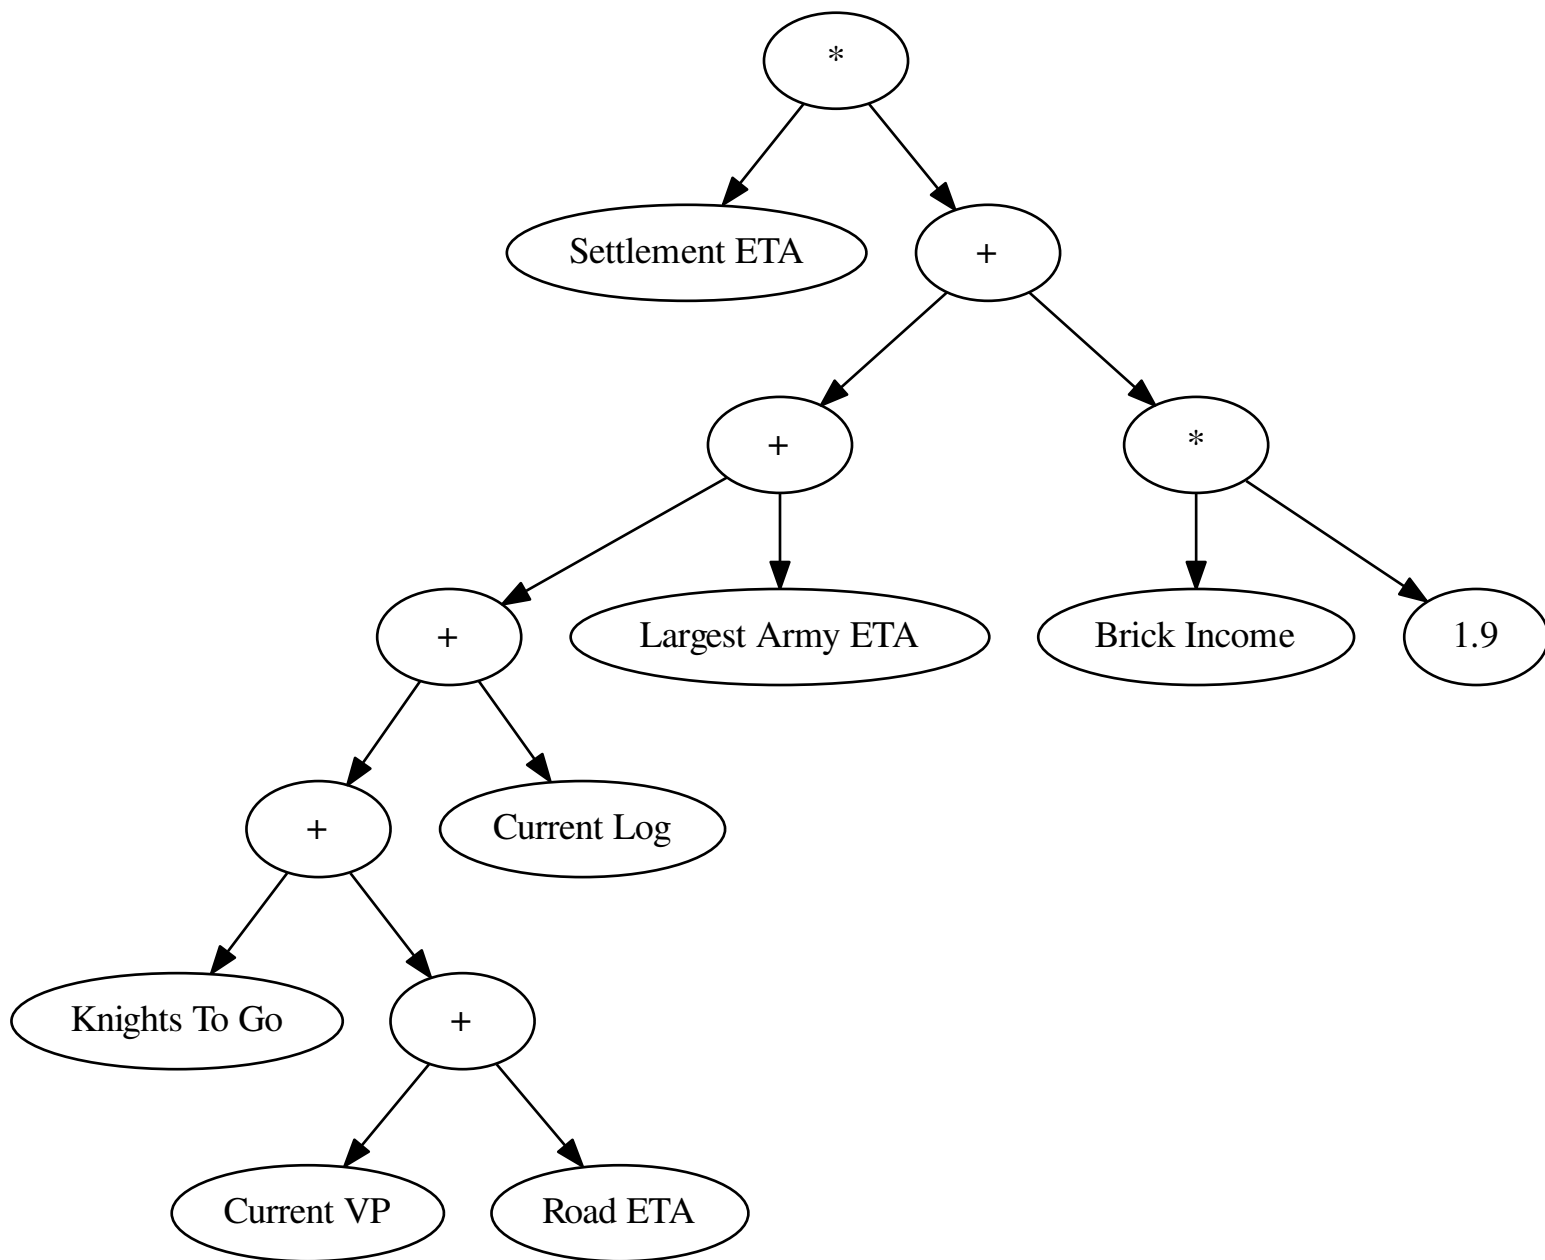 *
Settlement ETA
+
+
*
+
Largest Army ETA
Brick Income
1.9
+
Current Log
Knights To Go
+
Current VP
Road ETA